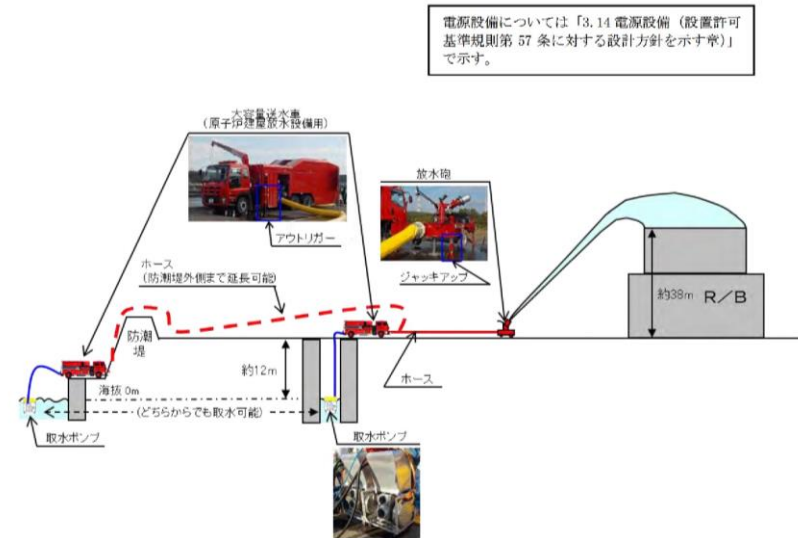 電源設備については「3.14 電源設備（設置許可
基準規則第 57 条に対する設計方針を示す章）」
で示す。
大容量送水車
（原子炉建屋放水設備用）
アウトリガー
放水砲
ジャッキアップ
ホース
（防潮堤外側まで延長可能）
約38m
R／B
防潮
堤
約12m
ホース
海抜 0m
（どちらからでも取水可能）
取水ポンプ
取水ポンプ